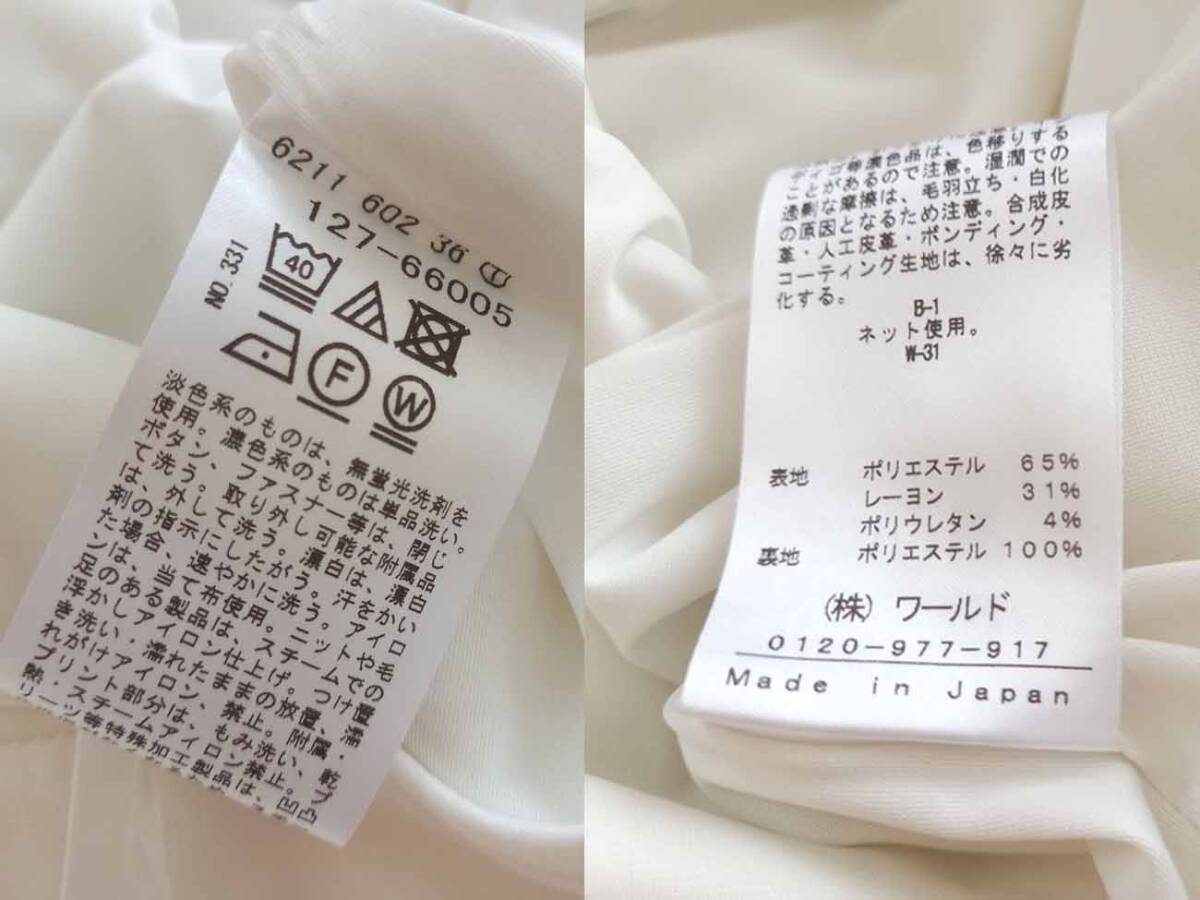 6211 602 36
127-66005
NO.331
40
F
W
淡色系のものは、無蛍光洗剤を
使用。濃色系のものは単品洗い。
ボタン、ファスナー等は、閉じ
て洗う。取り外し可能な附属品
は、外して洗う。漂白は、漂白
剤の指示にしたがう。汗をかい
た場合、速やかに洗う。アイロ
ンは、当て布使用。ニットや毛
足のある製品は、スチームでの
浮かしアイロン仕上げ。つけ置
き洗い・濡れたままの放置、濡
れがけアイロン、禁止。附属・
プリント部分は、もみ洗い、乾
熱・スチームアイロン禁止。プ
リーツ等特殊加工製品は、凹凸
濃色品は、色移りする
ことがあるので注意。湿潤での
過剰な摩擦は、毛羽立ち・白化
の原因となるため注意。合成皮
革・人工皮革・ボンディング・
コーティング生地は、徐々に劣
化する。
B-1
ネット使用。
W-31
表地 ポリエステル 65%
レーヨン 31%
ポリウレタン 4%
裏地 ポリエステル 100%
(株) ワールド
0120-977-917
Made in Japan